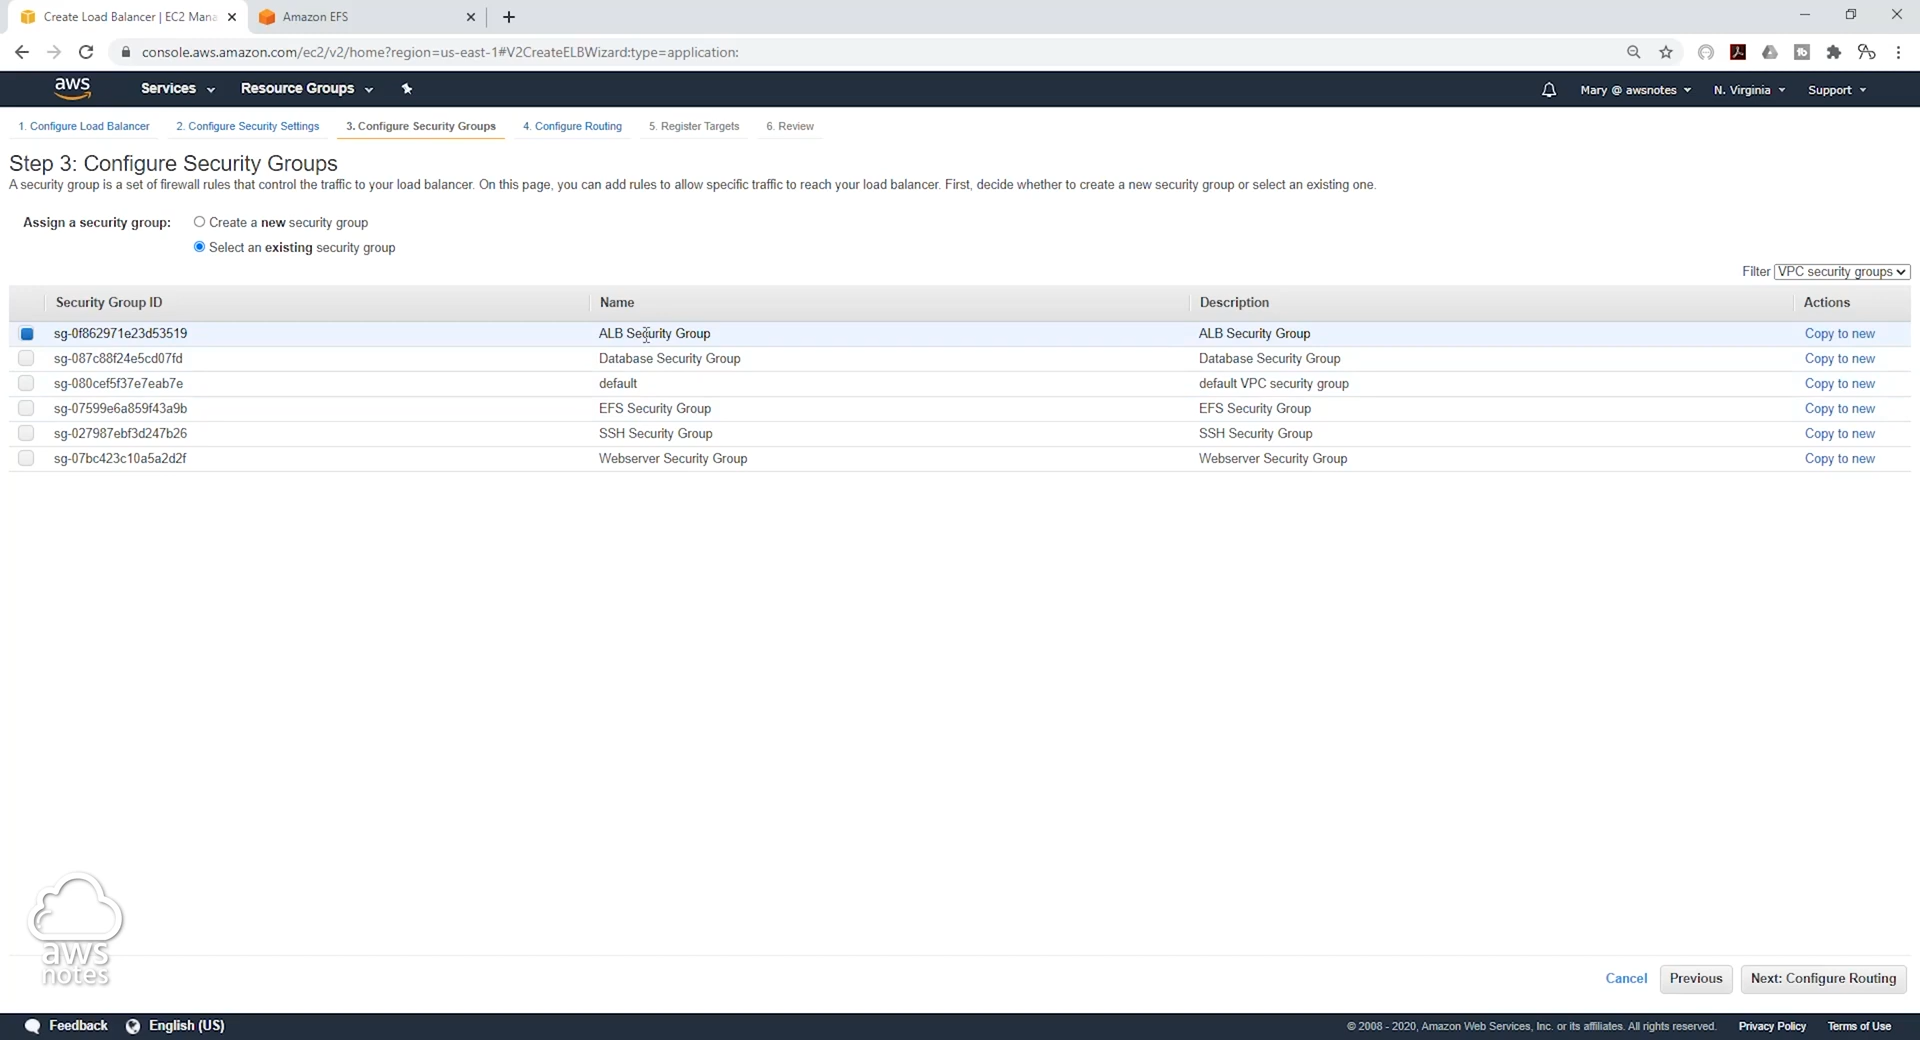 Create Load Balancer | EC2 Mana
Amazon EFS
console.aws.amazon.com/ec2/v2/home?region=us-east-1#V2CreateELBWizard:type=application:
aws
Services
Resource Groups
Mary @ awsnotes
N. Virginia
Support
1. Configure Load Balancer
2. Configure Security Settings
3. Configure Security Groups
4. Configure Routing
5. Register Targets
6. Review
Step 3: Configure Security Groups
A security group is a set of firewall rules that control the traffic to your load balancer. On this page, you can add rules to allow specific traffic to reach your load balancer. First, decide whether to create a new security group or select an existing one.
Assign a security group:
Create a new security group
Select an existing security group
Filter VPC security groups
Security Group ID Name Description Actions
sg-0f862971e23d53519 ALB Security Group ALB Security Group Copy to new
sg-087c88f24e5cd07fd Database Security Group Database Security Group Copy to new
sg-080cef5f37e7eab7e default default VPC security group Copy to new
sg-07599e6a859f43a9b EFS Security Group EFS Security Group Copy to new
sg-027987ebf3d247b26 SSH Security Group SSH Security Group Copy to new
sg-07bc423c10a5a2d2f Webserver Security Group Webserver Security Group Copy to new
aws
notes
Cancel
Previous
Next: Configure Routing
Feedback
English (US)
© 2008 - 2020, Amazon Web Services, Inc. or its affiliates. All rights reserved.
Privacy Policy
Terms of Use